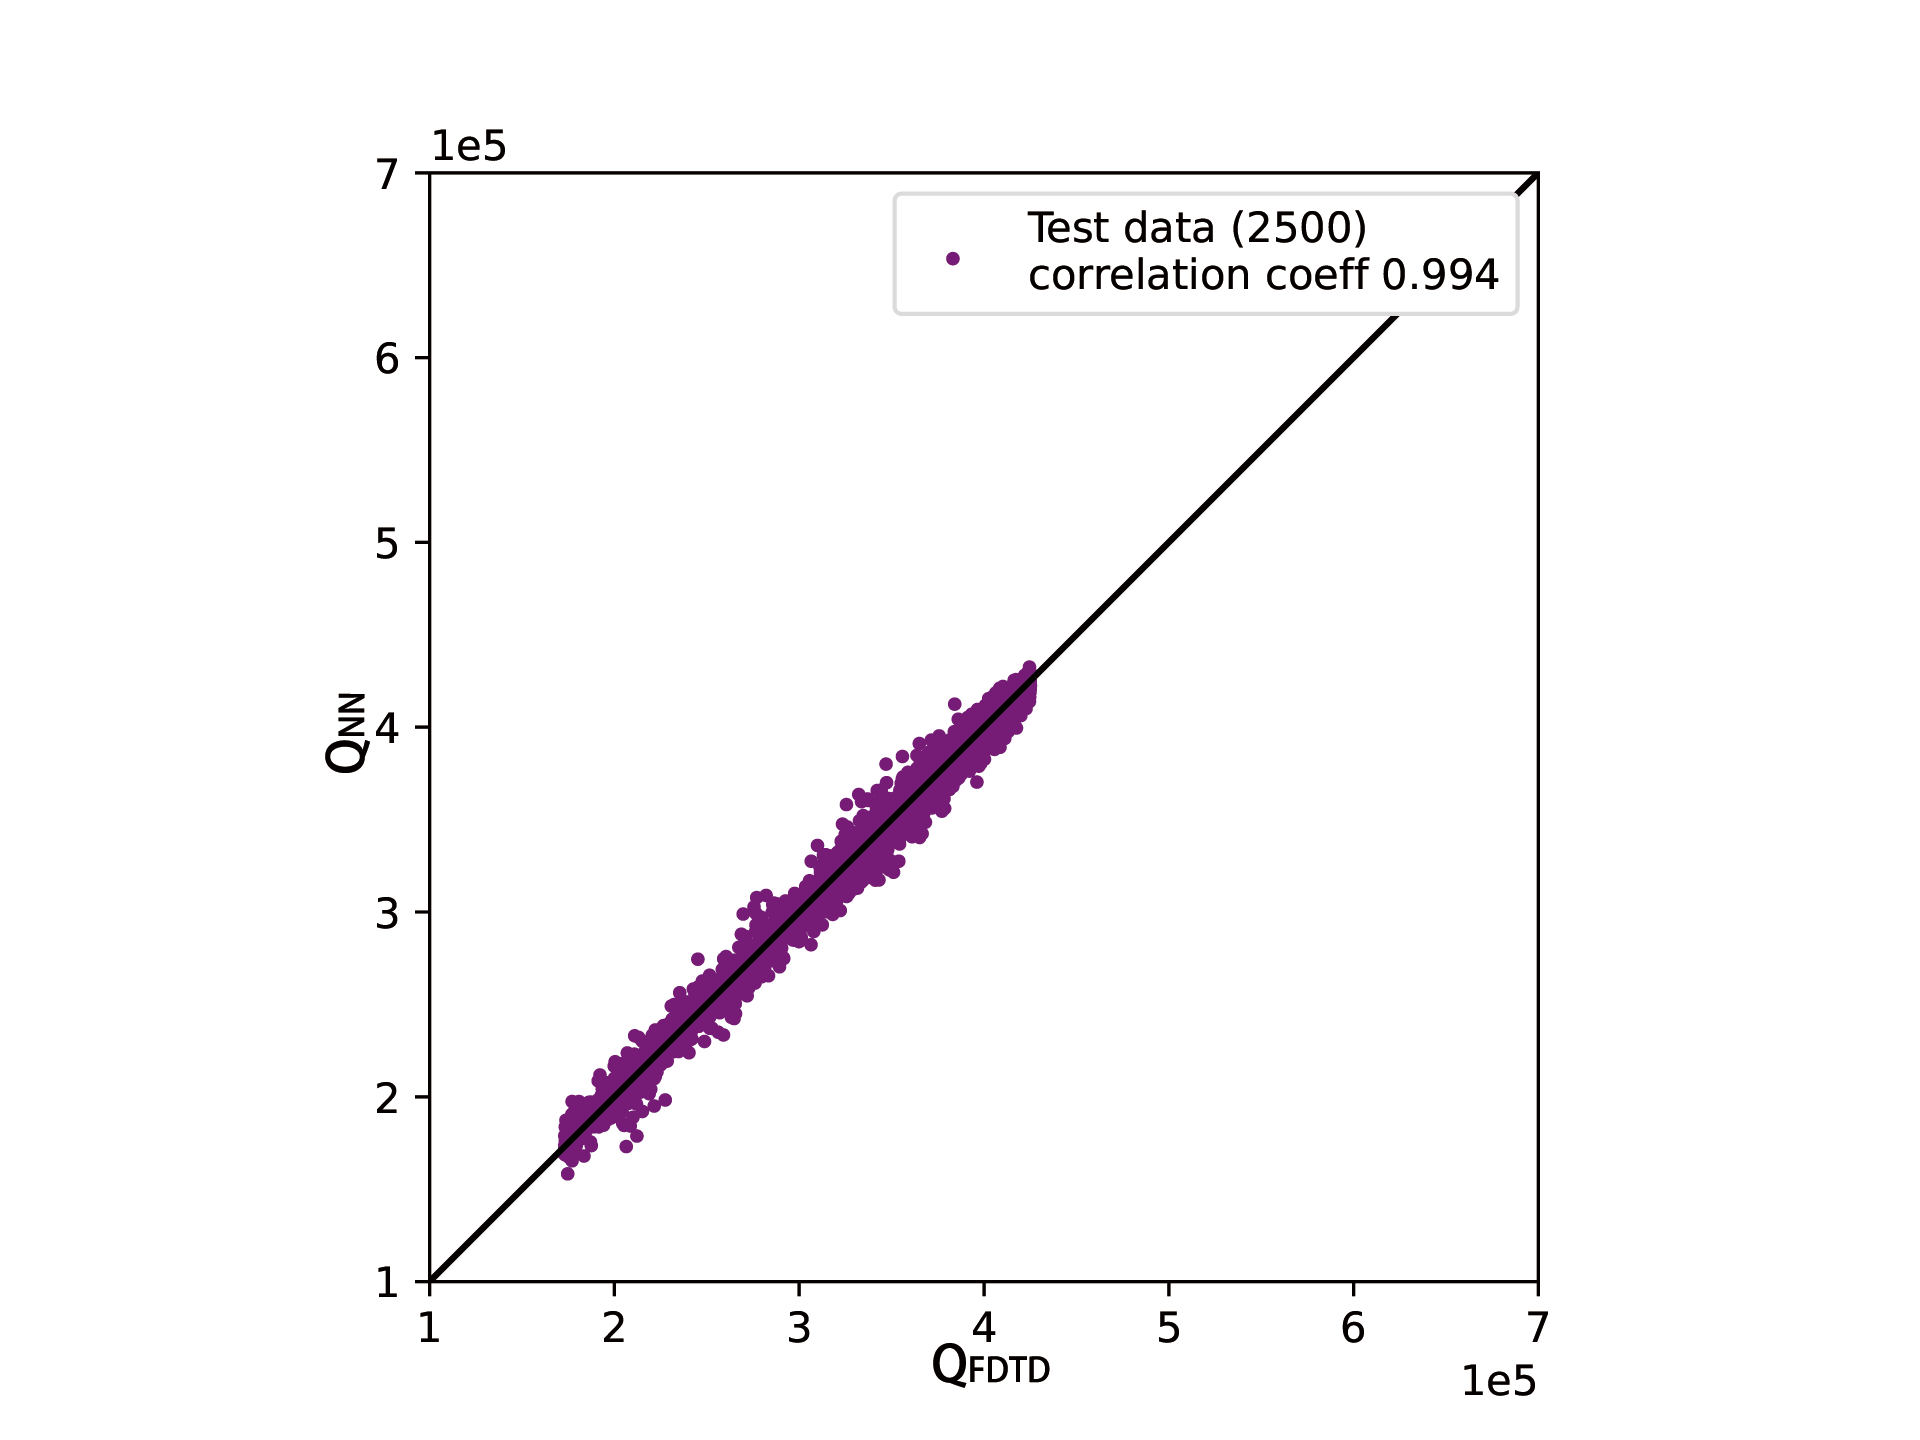 1e5
7
6
5
4
3
2
1
Q_NN
Test data (2500)
correlation coeff 0.994
1 2 3 4 5 6 7
Q_FDTD
1e5